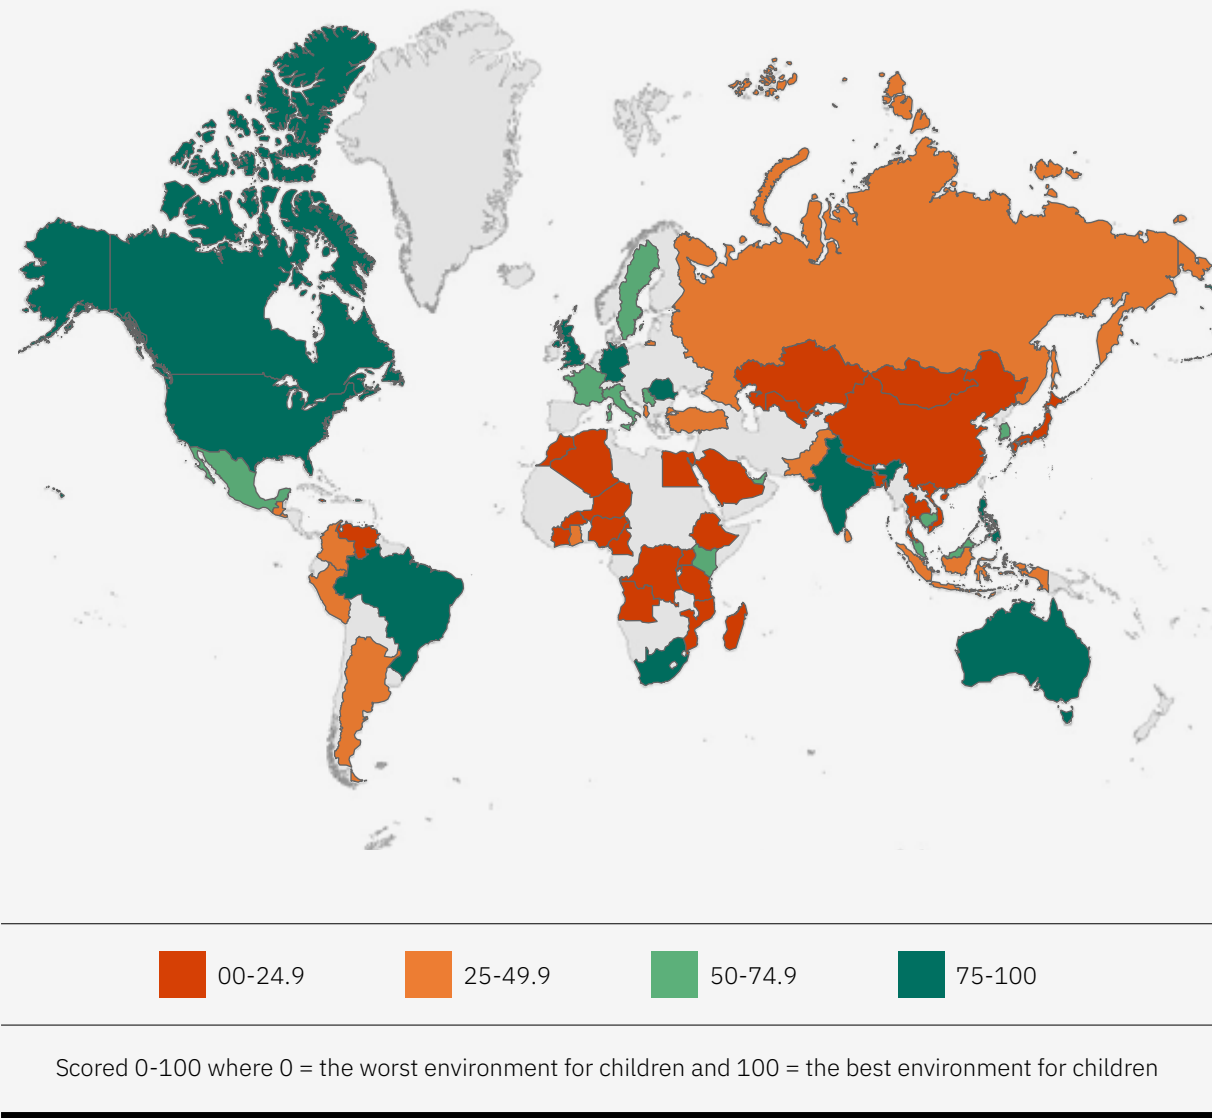 00-24.9
25-49.9
50-74.9
75-100
Scored 0-100 where 0 = the worst environment for children and 100 = the best environment for children